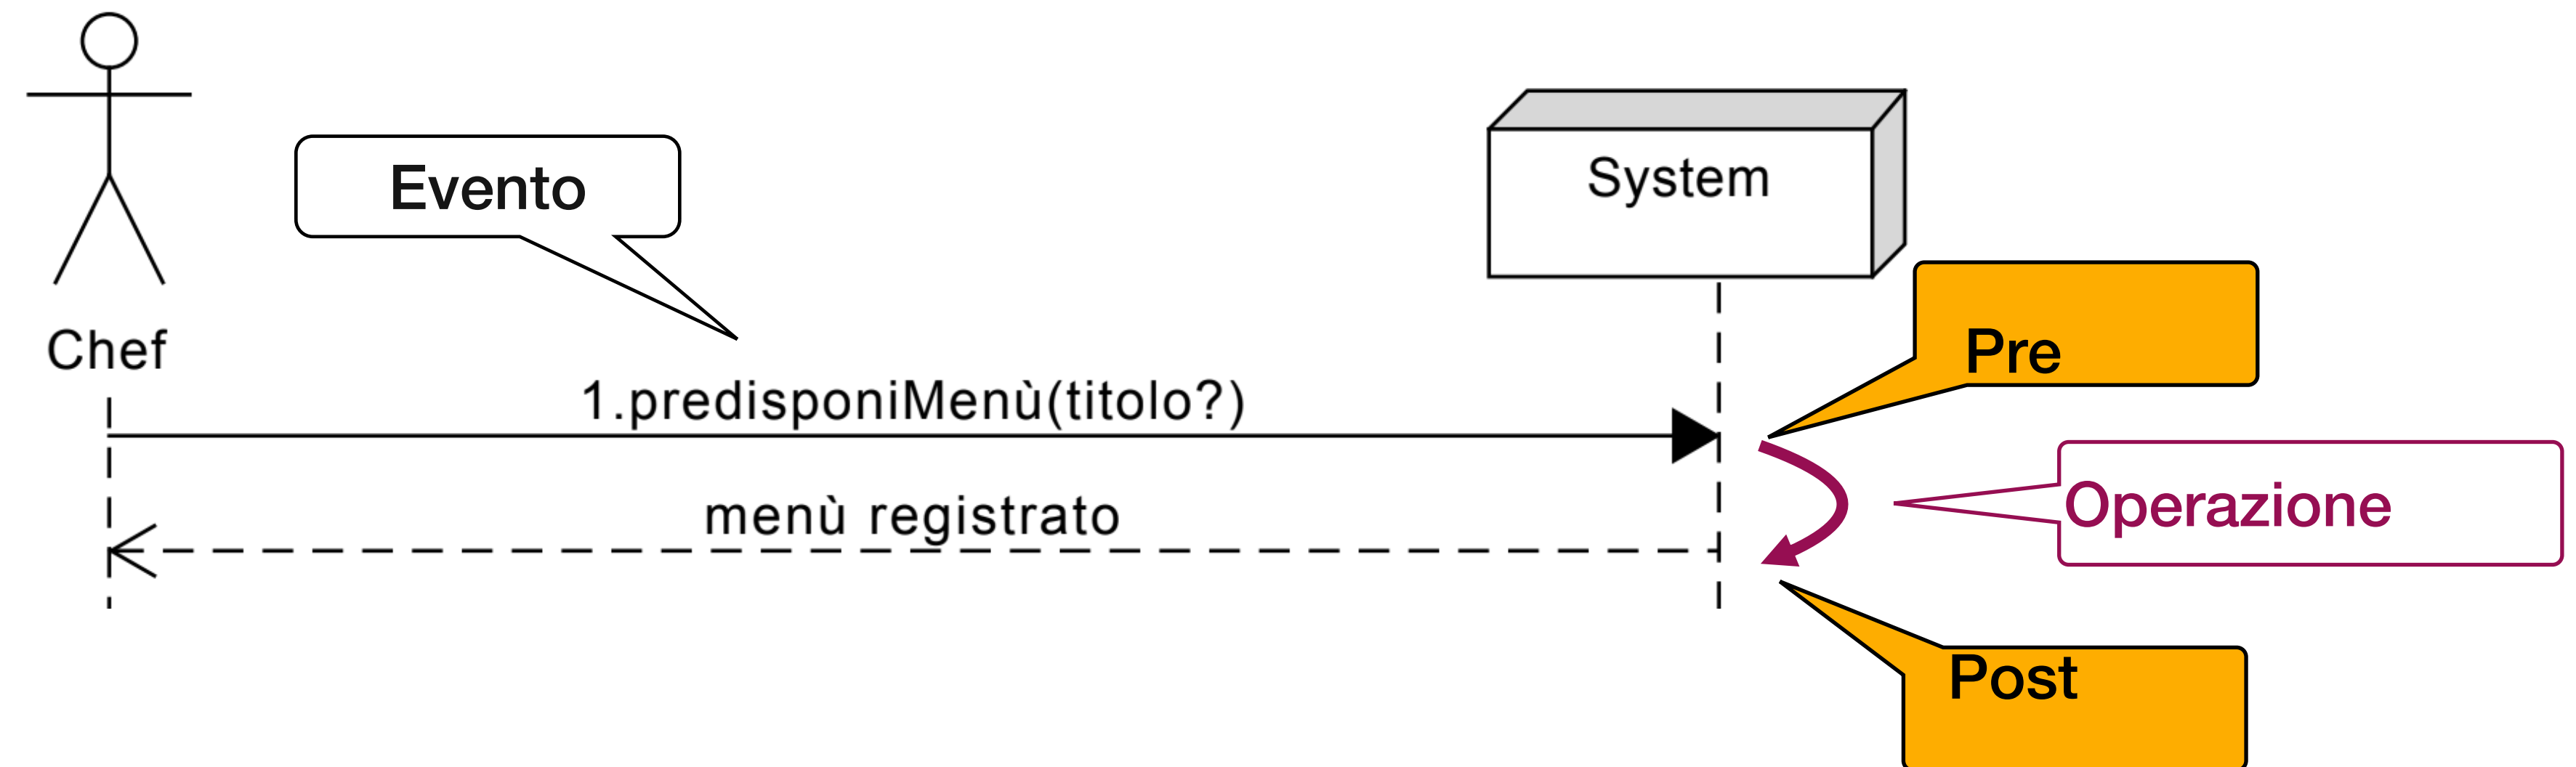 Evento
System
Chef
Pre
1.predisponiMenù(titolo?)
Operazione
menù registrato
Post